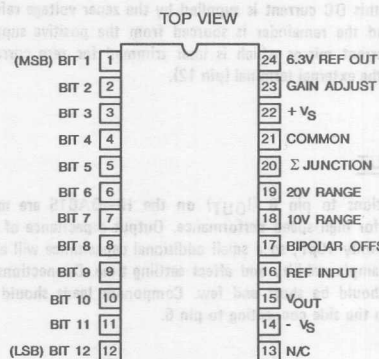 TOP VIEW
(MSB) BIT 1 1 24 6.3V REF OUT
BIT 2 2 23 GAIN ADJUST
BIT 3 3 22 + VS
BIT 4 4 21 COMMON
BIT 5 5 20 Σ JUNCTION
BIT 6 6 19 20V RANGE
BIT 7 7 18 10V RANGE
BIT 8 8 17 BIPOLAR OFFS
BIT 9 9 16 REF INPUT
BIT 10 10 15 VOUT
BIT 11 11 14 - VS
(LSB) BIT 12 12 13 N/C